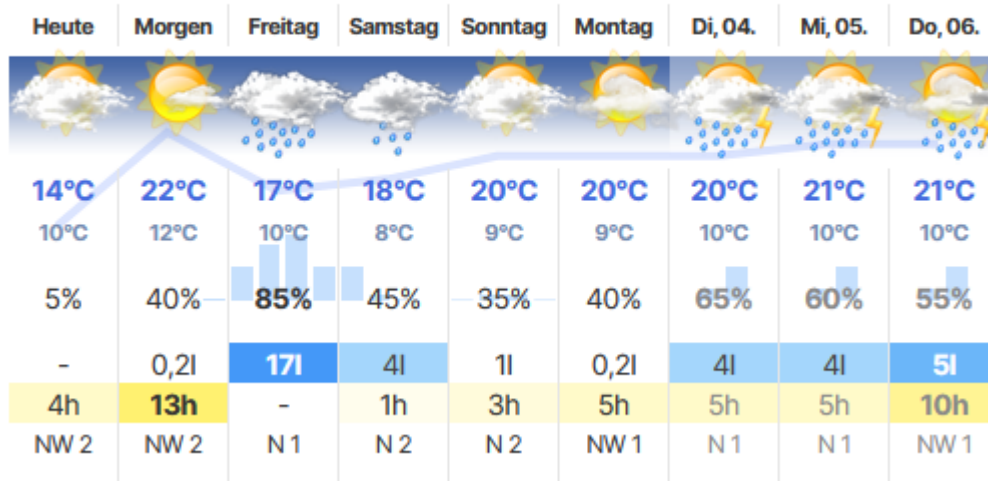 Heute Morgen Freitag Samstag Sonntag Montag Di, 04. Mi, 05. Do, 06.
14°C 22°C 17°C 18°C 20°C 20°C 20°C 21°C 21°C
10°C 12°C 10°C 8°C 9°C 9°C 10°C 10°C 10°C
5% 40% 85% 45% 35% 40% 65% 60% 55%
- 0,2l 17l 4l 1l 0,2l 4l 4l 5l
4h 13h - 1h 3h 5h 5h 5h 10h
NW 2 NW 2 N 1 N 2 N 2 NW 1 N 1 N 1 NW 1